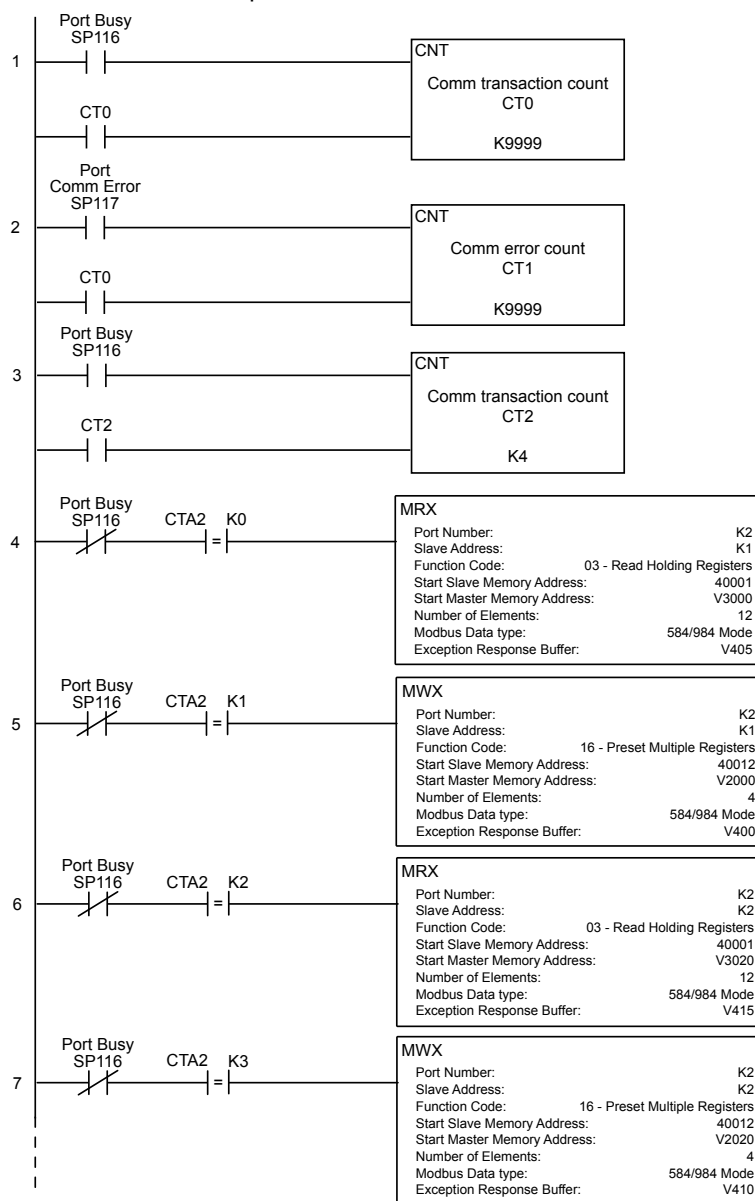 Port Busy
SP116
1
CNT
Comm transaction count
CT0
K9999
CT0
Port
Comm Error
SP117
2
CNT
Comm error count
CT1
K9999
CT0
Port Busy
SP116
3
CNT
Comm transaction count
CT2
K4
CT2
Port Busy
SP116 CTA2 K0
4
=
MRX
Port Number: K2
Slave Address: K1
Function Code: 03 - Read Holding Registers
Start Slave Memory Address: 40001
Start Master Memory Address: V3000
Number of Elements: 12
Modbus Data type: 584/984 Mode
Exception Response Buffer: V405
Port Busy
SP116 CTA2 K1
5
=
MWX
Port Number: K2
Slave Address: K1
Function Code: 16 - Preset Multiple Registers
Start Slave Memory Address: 40012
Start Master Memory Address: V2000
Number of Elements: 4
Modbus Data type: 584/984 Mode
Exception Response Buffer: V400
Port Busy
SP116 CTA2 K2
6
=
MRX
Port Number: K2
Slave Address: K2
Function Code: 03 - Read Holding Registers
Start Slave Memory Address: 40001
Start Master Memory Address: V3020
Number of Elements: 12
Modbus Data type: 584/984 Mode
Exception Response Buffer: V415
Port Busy
SP116 CTA2 K3
7
=
MWX
Port Number: K2
Slave Address: K2
Function Code: 16 - Preset Multiple Registers
Start Slave Memory Address: 40012
Start Master Memory Address: V2020
Number of Elements: 4
Modbus Data type: 584/984 Mode
Exception Response Buffer: V410